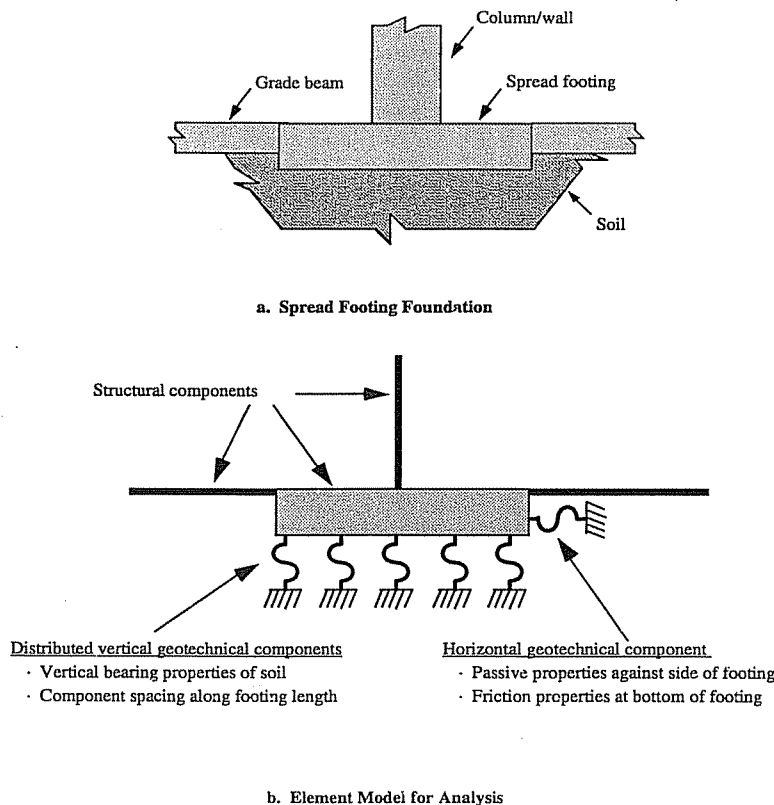 Column/wall
Grade beam
Spread footing
Soil
a. Spread Footing Foundation
Structural components
Distributed vertical geotechnical components
· Vertical bearing properties of soil
· Component spacing along footing length
Horizontal geotechnical component
· Passive properties against side of footing
· Friction properties at bottom of footing
b. Element Model for Analysis